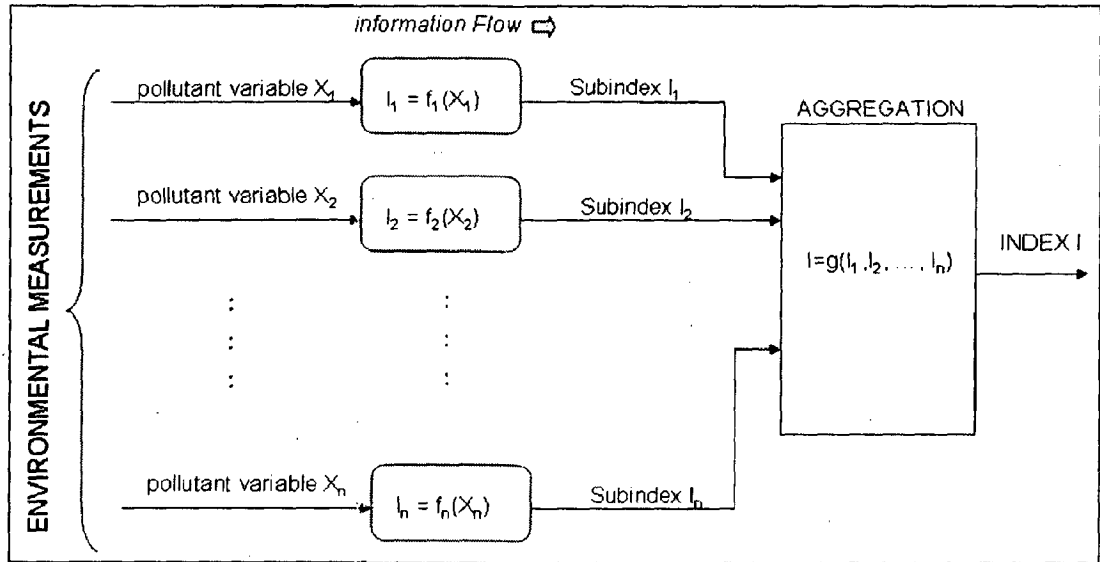 information Flow ⇨
ENVIRONMENTAL MEASUREMENTS
pollutant variable X₁
I₁ = f₁(X₁)
Subindex I₁
AGGREGATION
pollutant variable X₂
I₂ = f₂(X₂)
Subindex I₂
I=g(I₁,I₂, ..., Iₙ)
INDEX I
pollutant variable Xₙ
Iₙ = fₙ(Xₙ)
Subindex Iₙ